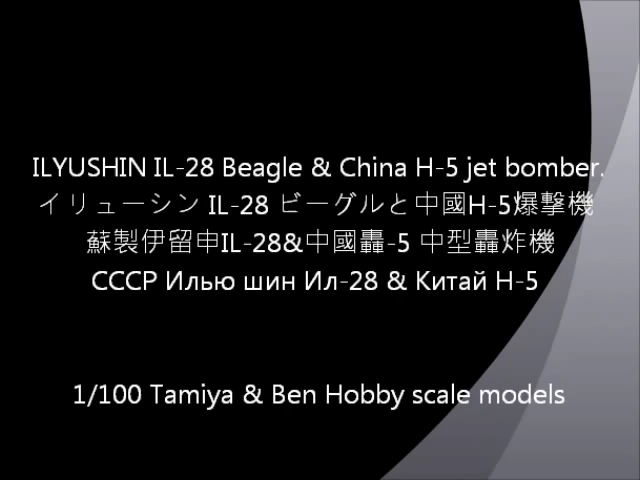 ILYUSHIN IL-28 Beagle & China H-5 jet bomber.
イリューシン IL-28 ビーグルと中國H-5爆撃機
蘇製伊留申IL-28&中國轟-5 中型轟炸機
СССР Илью шин Ил-28 & Китай Н-5
1/100 Tamiya & Ben Hobby scale models